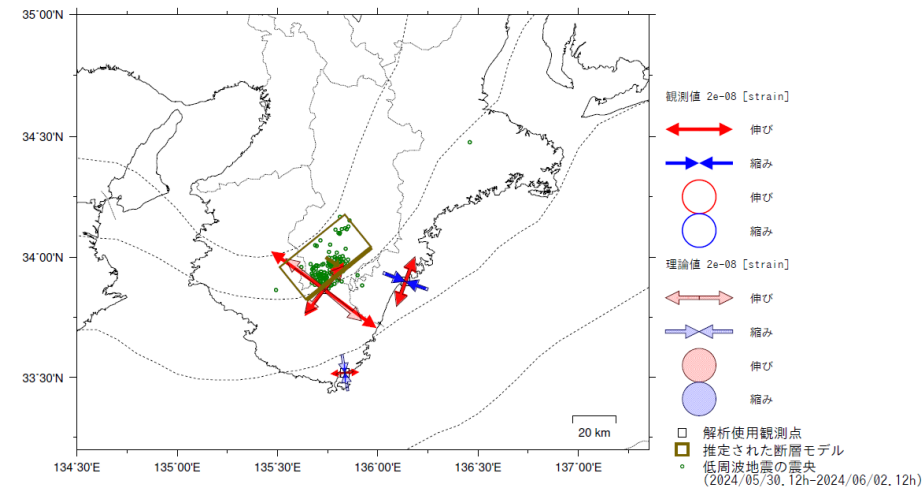 35°00'N
34°30'N
34°00'N
33°30'N
134°30'E
135°00'E
135°30'E
136°00'E
136°30'E
137°00'E
20 km
観測値 2e-08 [strain]
伸び
縮み
伸び
縮み
理論値 2e-08 [strain]
伸び
縮み
伸び
縮み
解析使用観測点
推定された断層モデル
低周波地震の震央
(2024/05/30.12h-2024/06/02.12h)